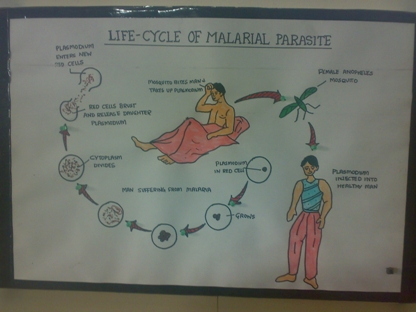 LIFE-CYCLE OF MALARIAL PARASITE
PLASMODIUM
ENTERS NEW
RED CELLS
MOSQUITO BITES MAN &
TAKES UP PLASMODIUM
FEMALE ANOPHELES
MOSQUITO
RED CELLS BURST
AND RELEASE DAUGHTER
PLASMODIUM
CYTOPLASM
DIVIDES
PLASMODIUM
IN RED CELL
PLASMODIUM
INJECTED INTO
HEALTHY MAN
MAN SUFFERING FROM MALARIA
GROWS